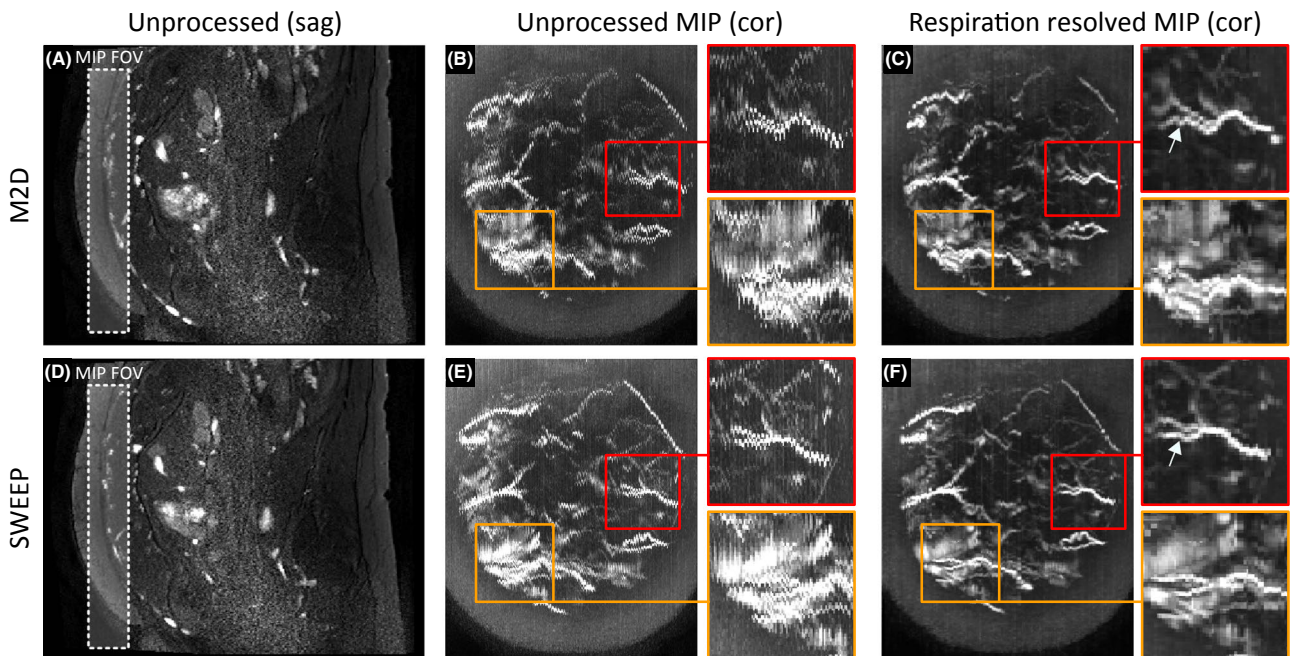 Unprocessed (sag)
Unprocessed MIP (cor)
Respiration resolved MIP (cor)
M2D
(A) MIP FOV
(B)
(C)
SWEEP
(D) MIP FOV
(E)
(F)